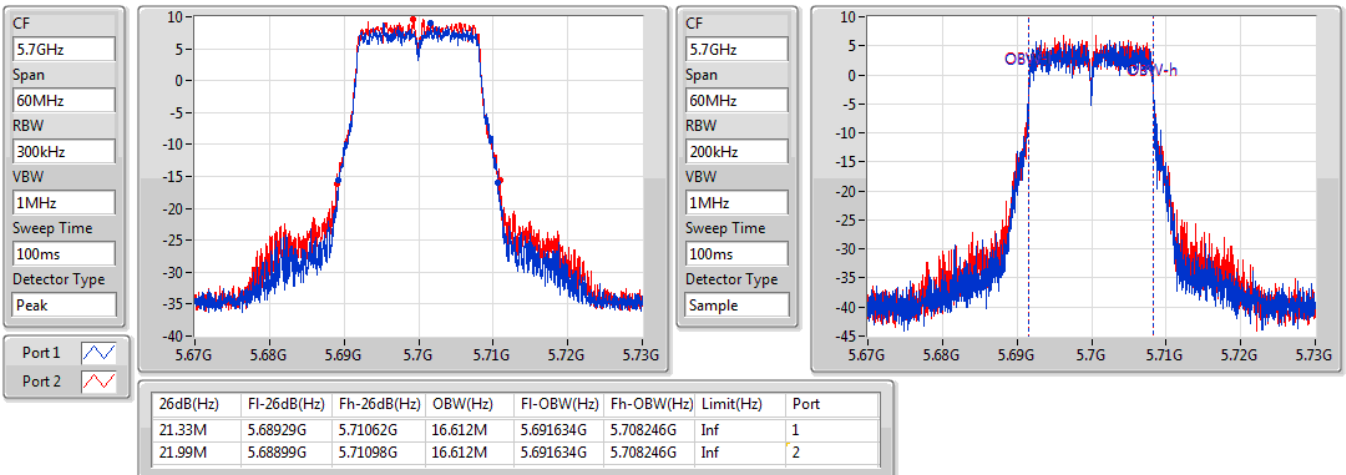 CF
5.7GHz
Span
60MHz
RBW
300kHz
VBW
1MHz
Sweep Time
100ms
Detector Type
Peak
Port 1
Port 2
10
5
0
-5
-10
-15
-20
-25
-30
-35
-40
5.67G 5.68G 5.69G 5.7G 5.71G 5.72G 5.73G
CF
5.7GHz
Span
60MHz
RBW
200kHz
VBW
1MHz
Sweep Time
100ms
Detector Type
Sample
10
5
0
-5
-10
-15
-20
-25
-30
-35
-40
-45
OBW-h
5.67G 5.68G 5.69G 5.7G 5.71G 5.72G 5.73G
26dB(Hz) Fl-26dB(Hz) Fh-26dB(Hz) OBW(Hz) Fl-OBW(Hz) Fh-OBW(Hz) Limit(Hz) Port
21.33M 5.68929G 5.71062G 16.612M 5.691634G 5.708246G Inf 1
21.99M 5.68899G 5.71098G 16.612M 5.691634G 5.708246G Inf 2